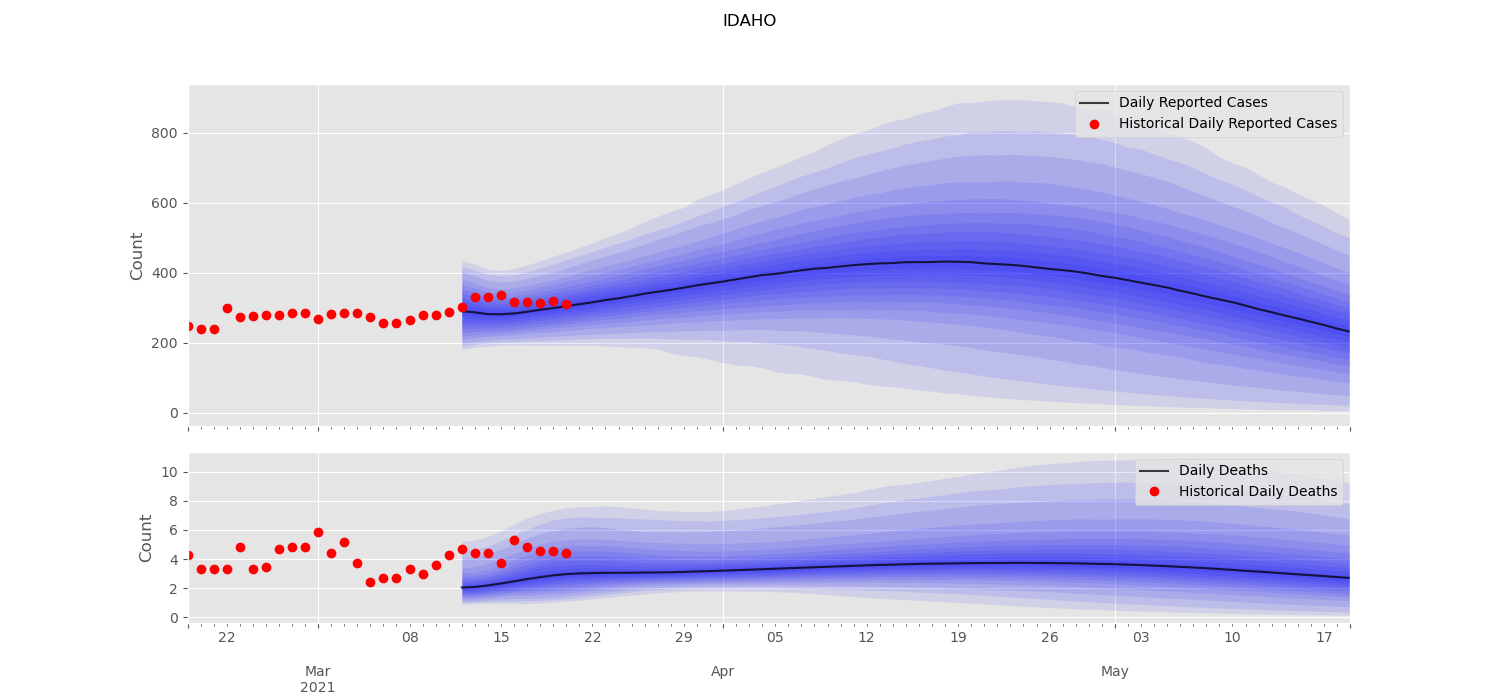 IDAHO
Daily Reported Cases
Historical Daily Reported Cases
Count
800
600
400
200
0
Daily Deaths
Historical Daily Deaths
Count
10
8
6
4
2
0
22 08 15 22 29 05 12 19 26 03 10 17
Mar Apr May
2021